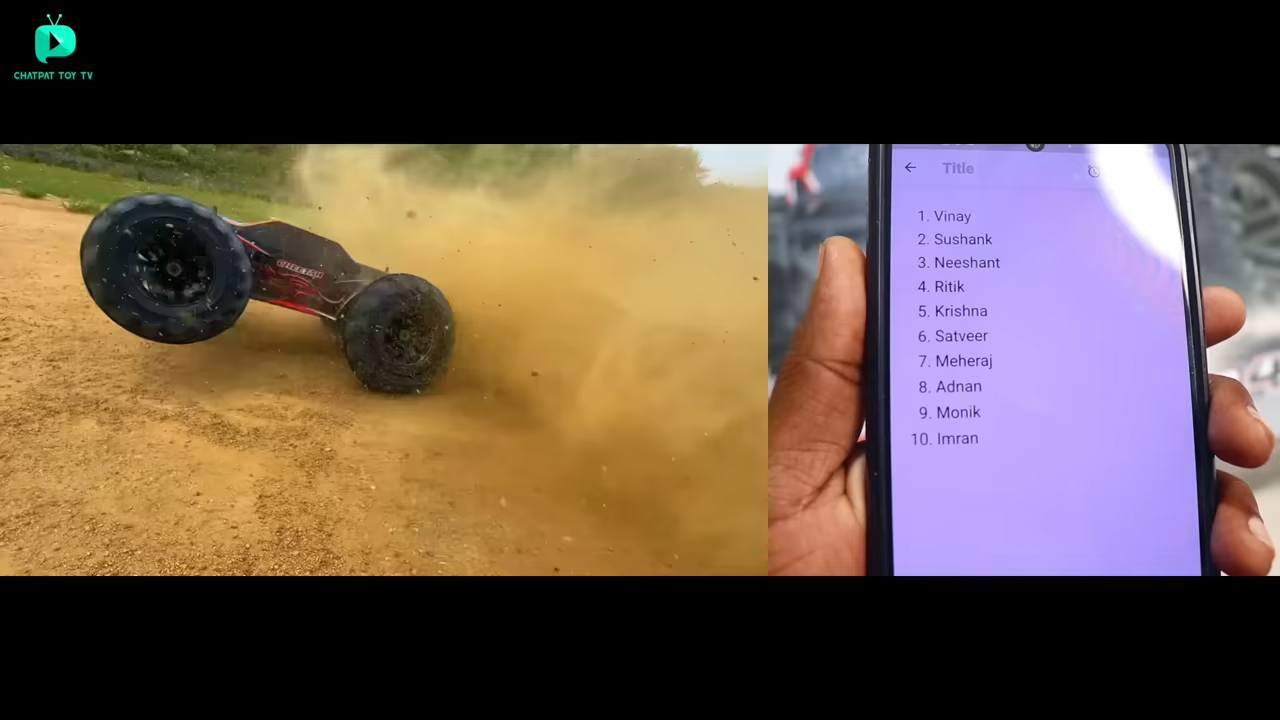 CHATPAT TOY TV
CHEETAH
Title
1. Vinay
2. Sushank
3. Neeshant
4. Ritik
5. Krishna
6. Satveer
7. Meheraj
8. Adnan
9. Monik
10. Imran